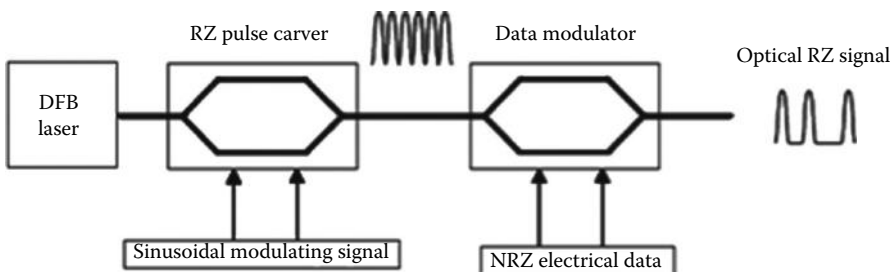 RZ pulse carver
Data modulator
Optical RZ signal
DFB
laser
Sinusoidal modulating signal
NRZ electrical data